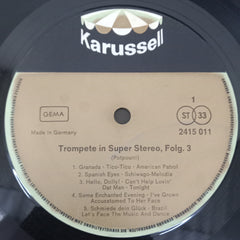 Karussell
GEMA
1
ST 33
Made in Germany
2415 011
Trompete in Super Stereo, Folg. 3
(Potpourri)
1. Granada - Tico-Tico - American Patrol
2. Spanish Eyes - Schiwago-Melodie
3. Hello, Dolly! - Can't Help Lovin'
Dat Man - Tonight
4. Some Enchanted Evening - I've Grown
Accustomed To Her Face
5. Schmiede dein Glück - Brazil
Let's Face The Music And Dance